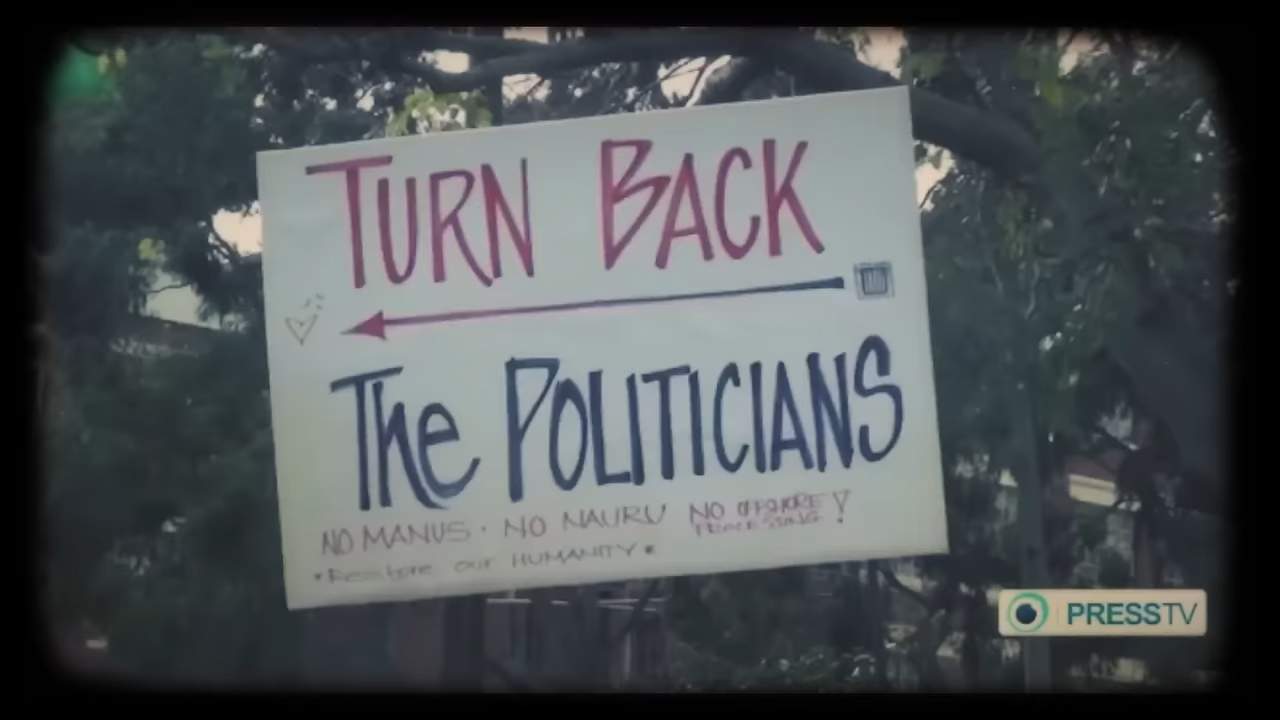 TURN BACK
The POLITICIANS
NO MANUS · NO NAURU NO OFFSHORE PROCESSING!
• Restore our HUMANITY •
PRESSTV